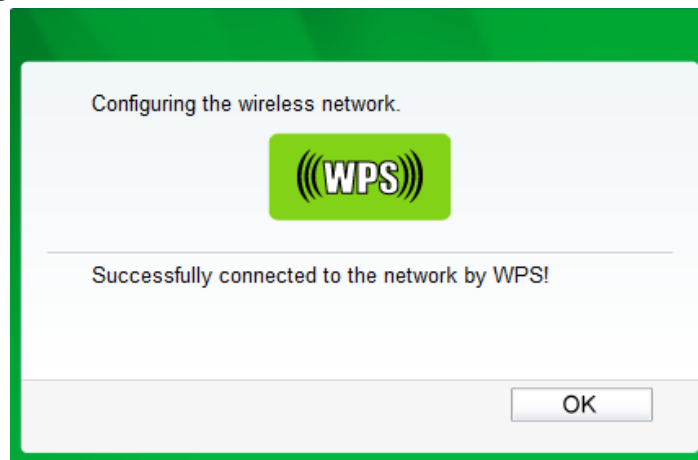 Configuring the wireless network.
(((WPS)))
Successfully connected to the network by WPS!
OK